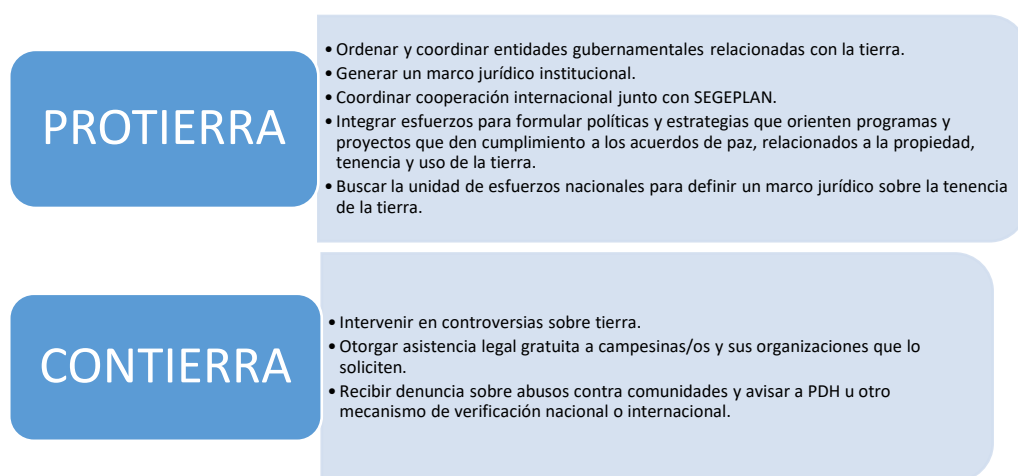 PROTIERRA
• Ordenar y coordinar entidades gubernamentales relacionadas con la tierra.
• Generar un marco jurídico institucional.
• Coordinar cooperación internacional junto con SEGEPLAN.
• Integrar esfuerzos para formular políticas y estrategias que orienten programas y
proyectos que den cumplimiento a los acuerdos de paz, relacionados a la propiedad,
tenencia y uso de la tierra.
• Buscar la unidad de esfuerzos nacionales para definir un marco jurídico sobre la tenencia
de la tierra.
CONTIERRA
• Intervenir en controversias sobre tierra.
• Otorgar asistencia legal gratuita a campesinas/os y sus organizaciones que lo
soliciten.
• Recibir denuncia sobre abusos contra comunidades y avisar a PDH u otro
mecanismo de verificación nacional o internacional.